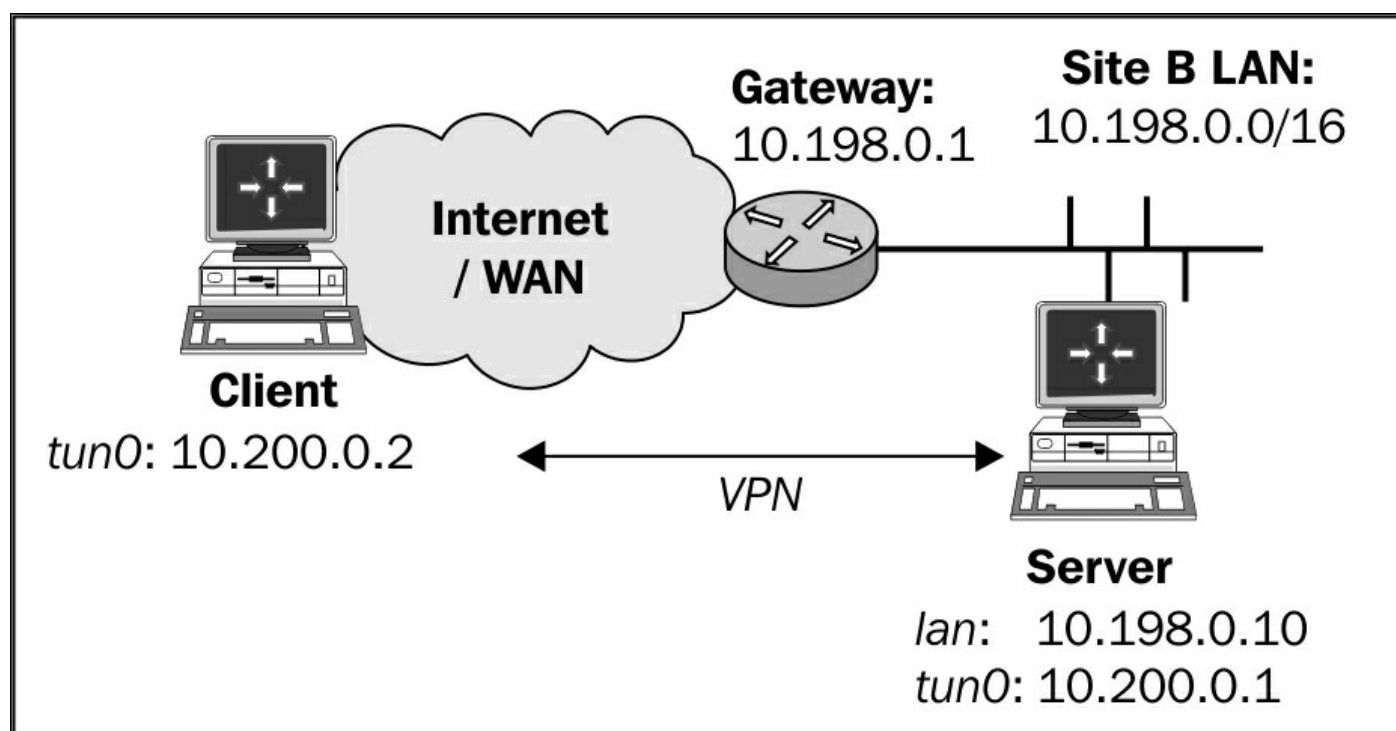 Gateway:
10.198.0.1
Site B LAN:
10.198.0.0/16
Internet
/ WAN
Client
tun0: 10.200.0.2
VPN
Server
lan: 10.198.0.10
tun0: 10.200.0.1